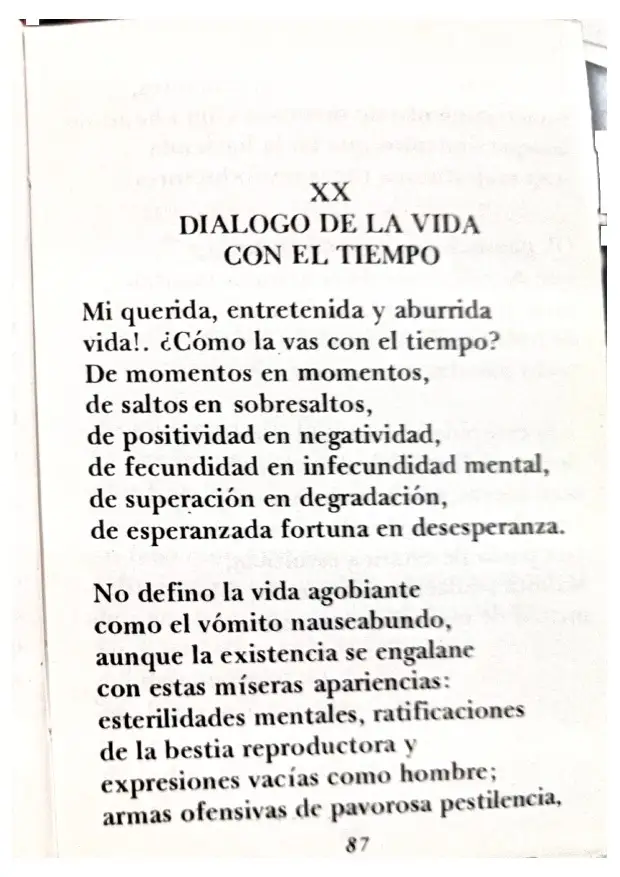 XX
DIALOGO DE LA VIDA
CON EL TIEMPO
Mi querida, entretenida y aburrida
vida!. ¿Cómo la vas con el tiempo?
De momentos en momentos,
de saltos en sobresaltos,
de positividad en negatividad,
de fecundidad en infecundidad mental,
de superación en degradación,
de esperanzada fortuna en desesperanza.
No defino la vida agobiante
como el vómito nauseabundo,
aunque la existencia se engalane
con estas míseras apariencias:
esterilidades mentales, ratificaciones
de la bestia reproductora y
expresiones vacías como hombre;
armas ofensivas de pavorosa pestilencia,
87